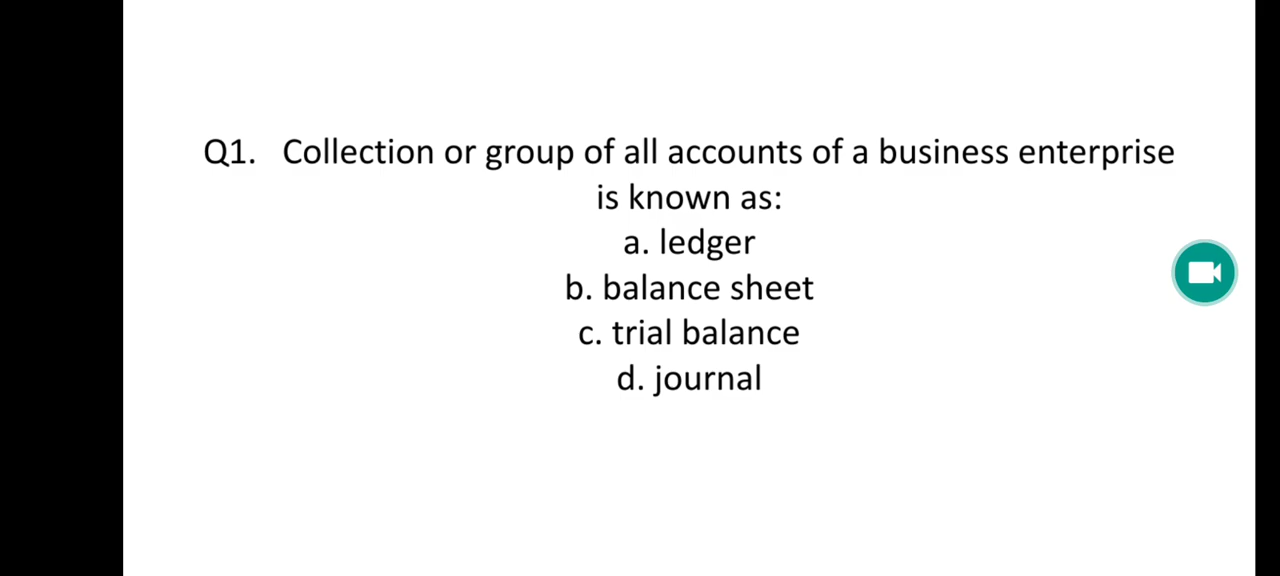 Q1. Collection or group of all accounts of a business enterprise
is known as:
a. ledger
b. balance sheet
c. trial balance
d. journal